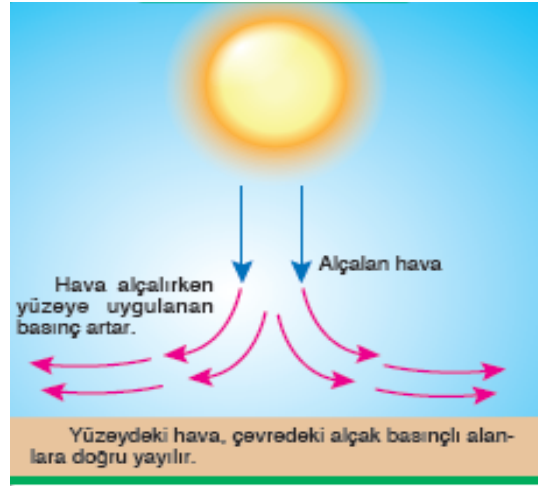 Alçalan hava
Hava alçalırken
yüzeye uygulanan
basınç artar.
Yüzeydeki hava, çevredeki alçak basınçlı alan-
lara doğru yayılır.